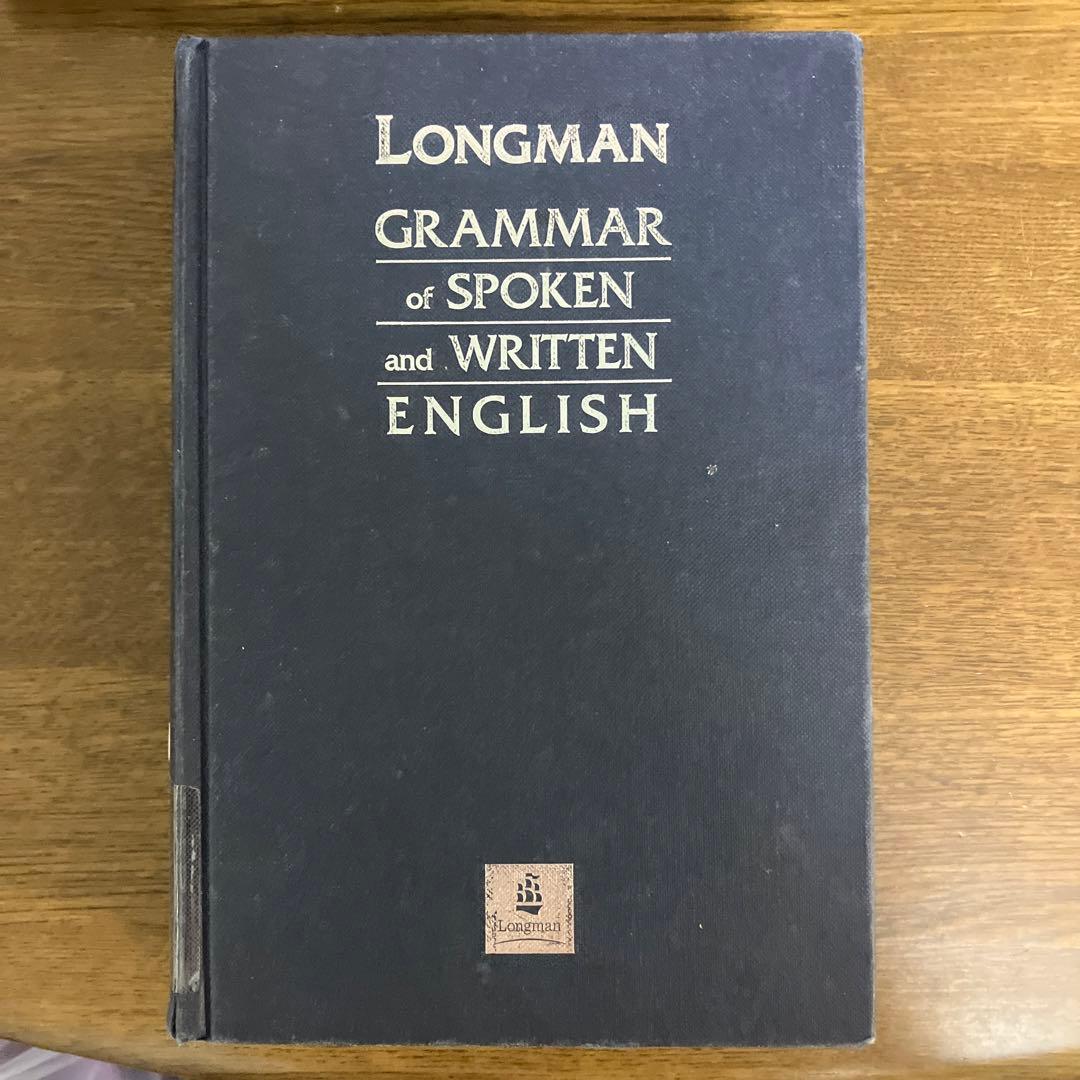 LONGMAN
GRAMMAR
of SPOKEN
and WRITTEN
ENGLISH
Longman